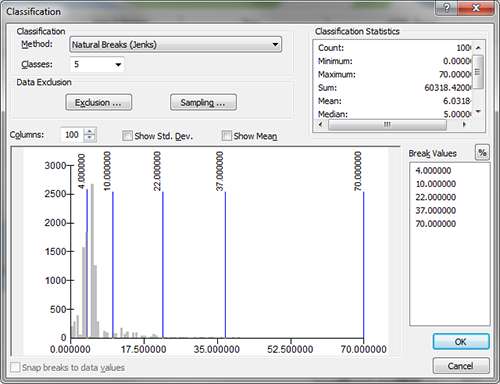 Classification
Classification
Method: Natural Breaks (Jenks)
Classes: 5
Data Exclusion
Exclusion ...
Sampling ...
Classification Statistics
Count: 1000
Minimum: 0.00000
Maximum: 70.0000
Sum: 60318.42000
Mean: 6.0318
Median: 5.0000
Columns: 100
Show Std. Dev.
Show Mean
Break Values
%
4.000000
10.000000
22.000000
37.000000
70.000000
3000
2500
2000
1500
1000
500
0
4.000000
10.000000
22.000000
37.000000
70.000000
0.000000
17.500000
35.000000
52.500000
70.000000
Snap breaks to data values
OK
Cancel